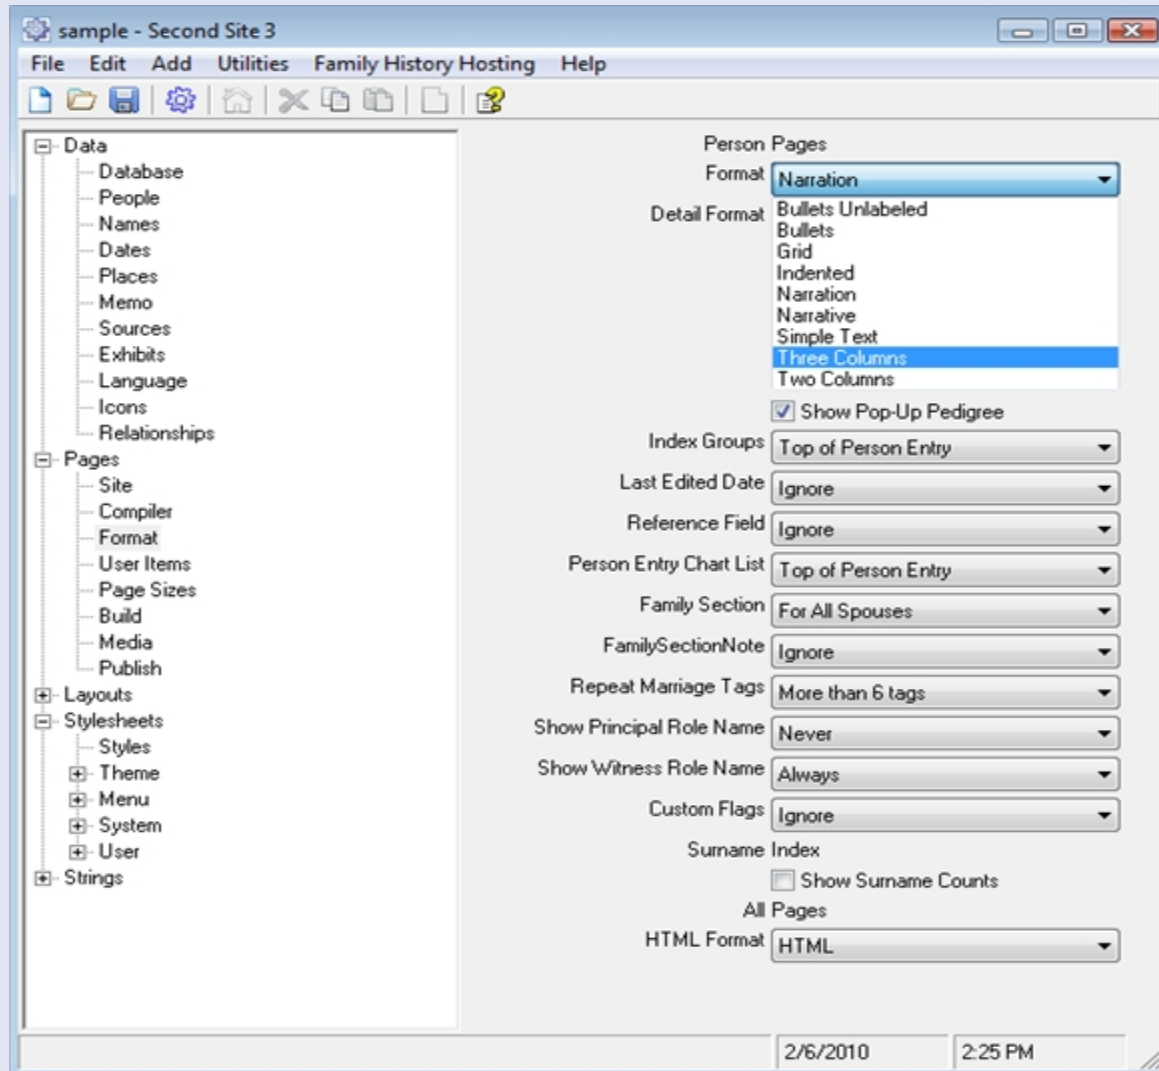 sample - Second Site 3
File Edit Add Utilities Family History Hosting Help
Data
Database
People
Names
Dates
Places
Memo
Sources
Exhibits
Language
Icons
Relationships
Pages
Site
Compiler
Format
User Items
Page Sizes
Build
Media
Publish
Layouts
Stylesheets
Styles
Theme
Menu
System
User
Strings
Person Pages
Format Narration
Detail Format
Bullets Unlabeled
Bullets
Grid
Indented
Narration
Narrative
Simple Text
Three Columns
Two Columns
Show Pop-Up Pedigree
Index Groups Top of Person Entry
Last Edited Date Ignore
Reference Field Ignore
Person Entry Chart List Top of Person Entry
Family Section For All Spouses
FamilySectionNote Ignore
Repeat Marriage Tags More than 6 tags
Show Principal Role Name Never
Show Witness Role Name Always
Custom Flags Ignore
Surname Index
Show Surname Counts
All Pages
HTML Format HTML
2/6/2010 2:25 PM